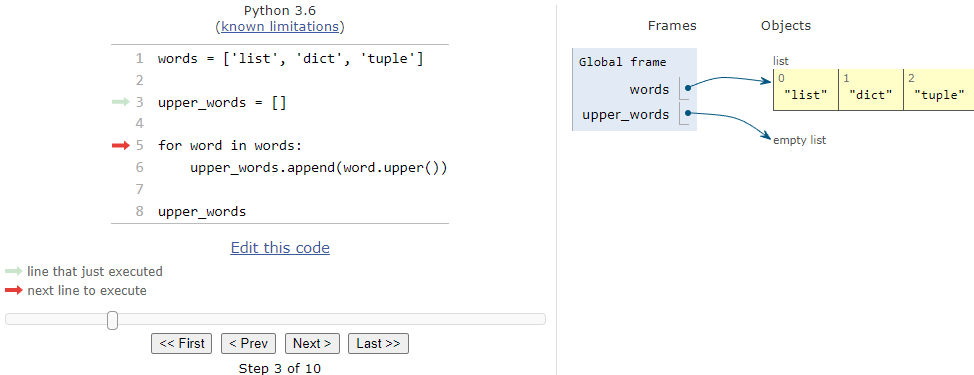 Python 3.6
(known limitations)
1 words = ['list', 'dict', 'tuple']
2
3 upper_words = []
4
5 for word in words:
6     upper_words.append(word.upper())
7
8 upper_words
Edit this code
line that just executed
next line to execute
<< First < Prev Next > Last >>
Step 3 of 10
Frames Objects
Global frame
words
upper_words
list
0 1 2
"list" "dict" "tuple"
empty list